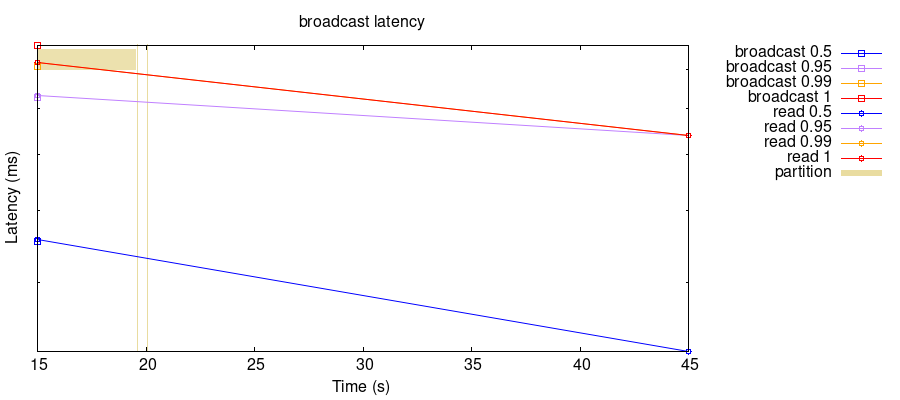 broadcast latency
broadcast 0.5
broadcast 0.95
broadcast 0.99
broadcast 1
read 0.5
read 0.95
read 0.99
read 1
partition
Latency (ms)
15 20 25 30 35 40 45
Time (s)